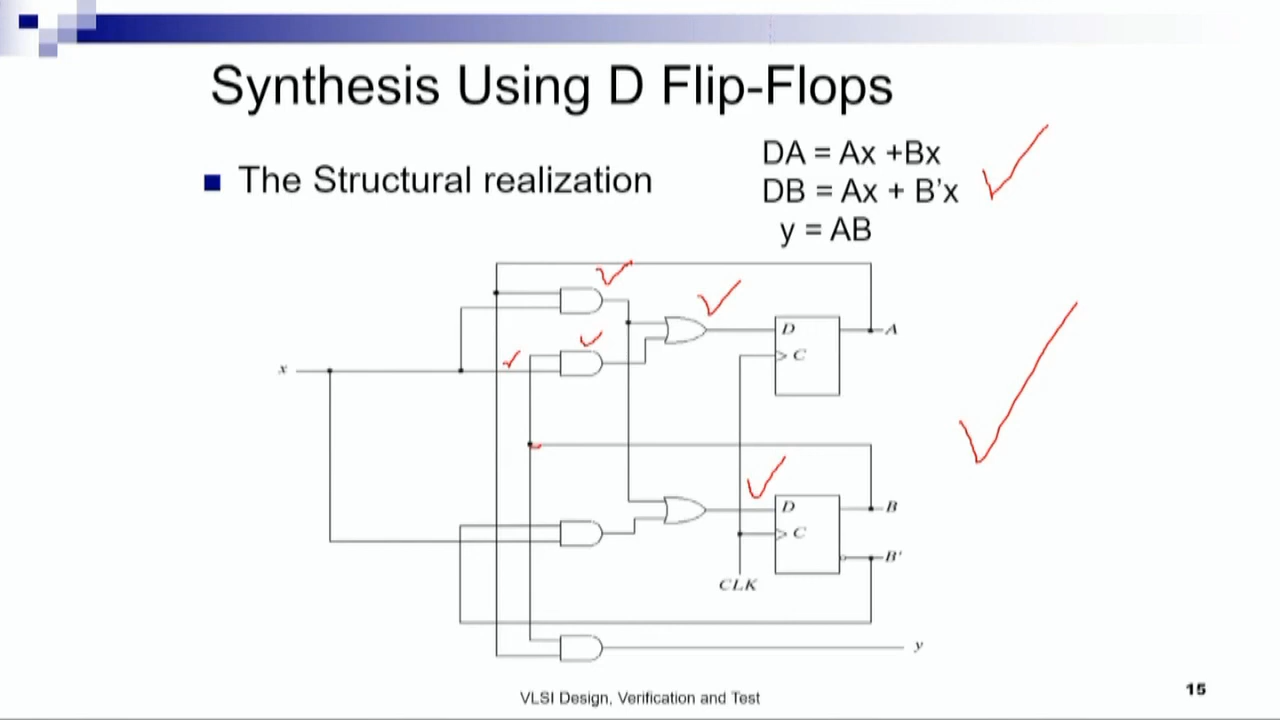 Synthesis Using D Flip-Flops
The Structural realization
DA = Ax +Bx
DB = Ax + B’x
y = AB
x
D
C
A
D
C
B
B'
CLK
y
VLSI Design, Verification and Test
15